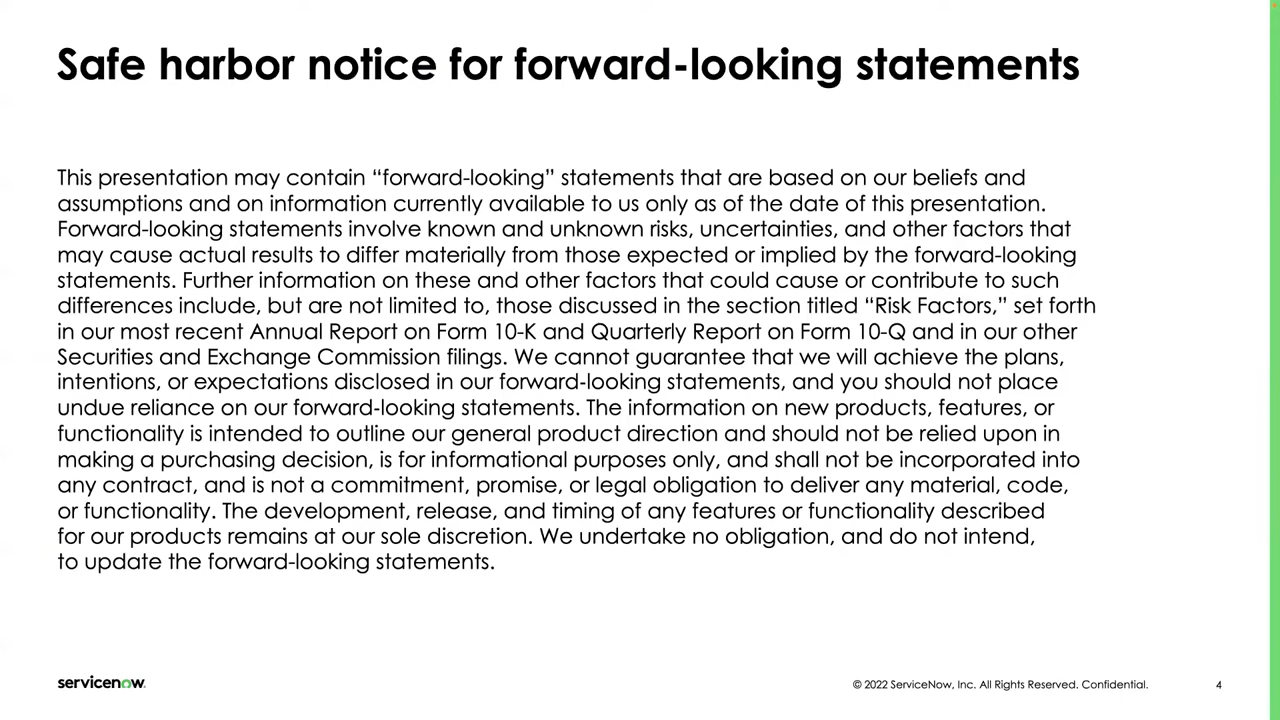 Safe harbor notice for forward-looking statements
This presentation may contain “forward-looking” statements that are based on our beliefs and
assumptions and on information currently available to us only as of the date of this presentation.
Forward-looking statements involve known and unknown risks, uncertainties, and other factors that
may cause actual results to differ materially from those expected or implied by the forward-looking
statements. Further information on these and other factors that could cause or contribute to such
differences include, but are not limited to, those discussed in the section titled “Risk Factors,” set forth
in our most recent Annual Report on Form 10-K and Quarterly Report on Form 10-Q and in our other
Securities and Exchange Commission filings. We cannot guarantee that we will achieve the plans,
intentions, or expectations disclosed in our forward-looking statements, and you should not place
undue reliance on our forward-looking statements. The information on new products, features, or
functionality is intended to outline our general product direction and should not be relied upon in
making a purchasing decision, is for informational purposes only, and shall not be incorporated into
any contract, and is not a commitment, promise, or legal obligation to deliver any material, code,
or functionality. The development, release, and timing of any features or functionality described
for our products remains at our sole discretion. We undertake no obligation, and do not intend,
to update the forward-looking statements.
servicenow.
© 2022 ServiceNow, Inc. All Rights Reserved. Confidential.
4